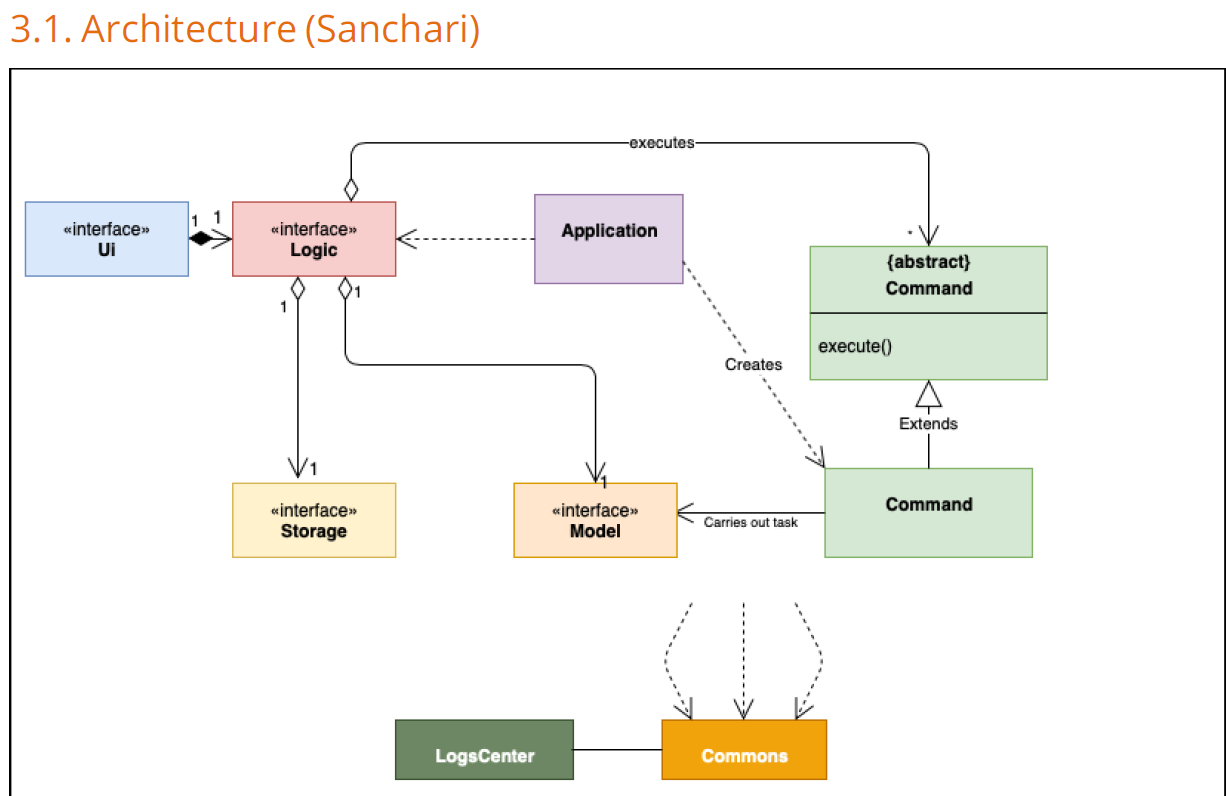 3.1. Architecture (Sanchari)
executes
«interface»
Ui
1
1
«interface»
Logic
Application
*
{abstract}
Command
execute()
1
1
Creates
Extends
1
1
«interface»
Storage
«interface»
Model
Carries out task
Command
LogsCenter
Commons